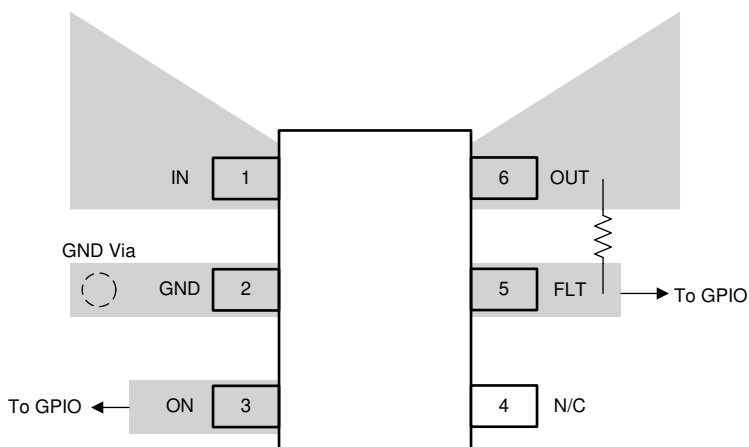 IN 1 6 OUT
GND Via
GND 2 5 FLT To GPIO
To GPIO ON 3 4 N/C